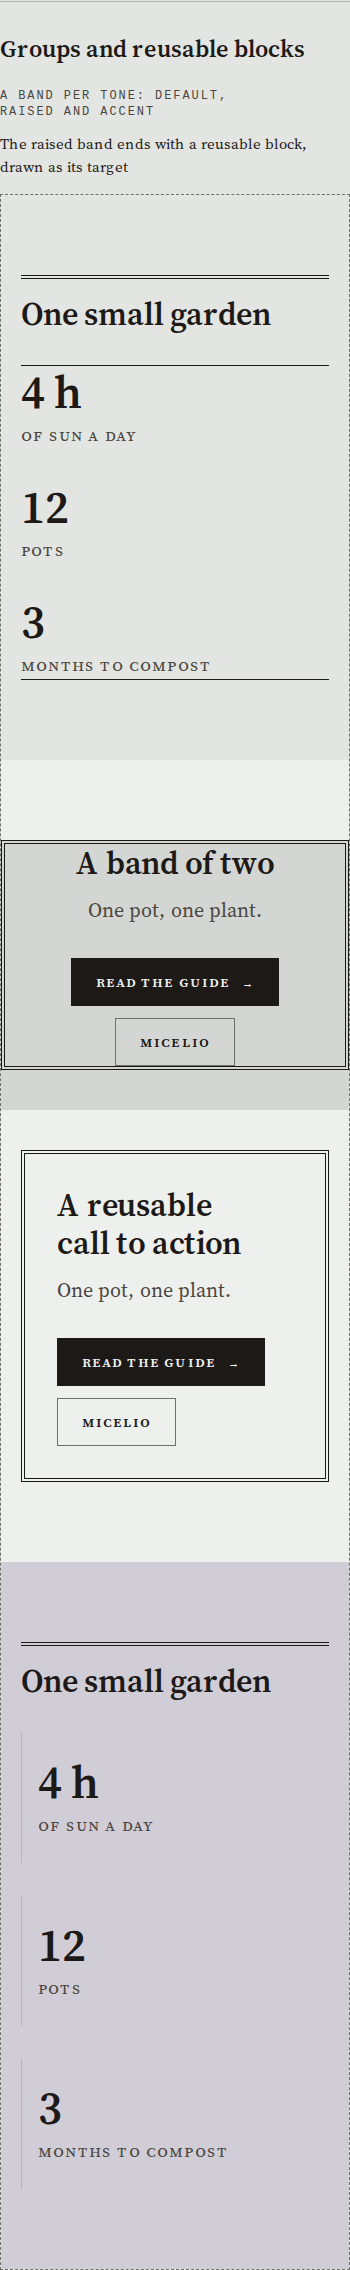 Groups and reusable blocks
A BAND PER TONE: DEFAULT,
RAISED AND ACCENT
The raised band ends with a reusable block,
drawn as its target
One small garden
4 h
OF SUN A DAY
12
POTS
3
MONTHS TO COMPOST
A band of two
One pot, one plant.
READ THE GUIDE →
MICELIO
A reusable
call to action
One pot, one plant.
READ THE GUIDE →
MICELIO
One small garden
4 h
OF SUN A DAY
12
POTS
3
MONTHS TO COMPOST